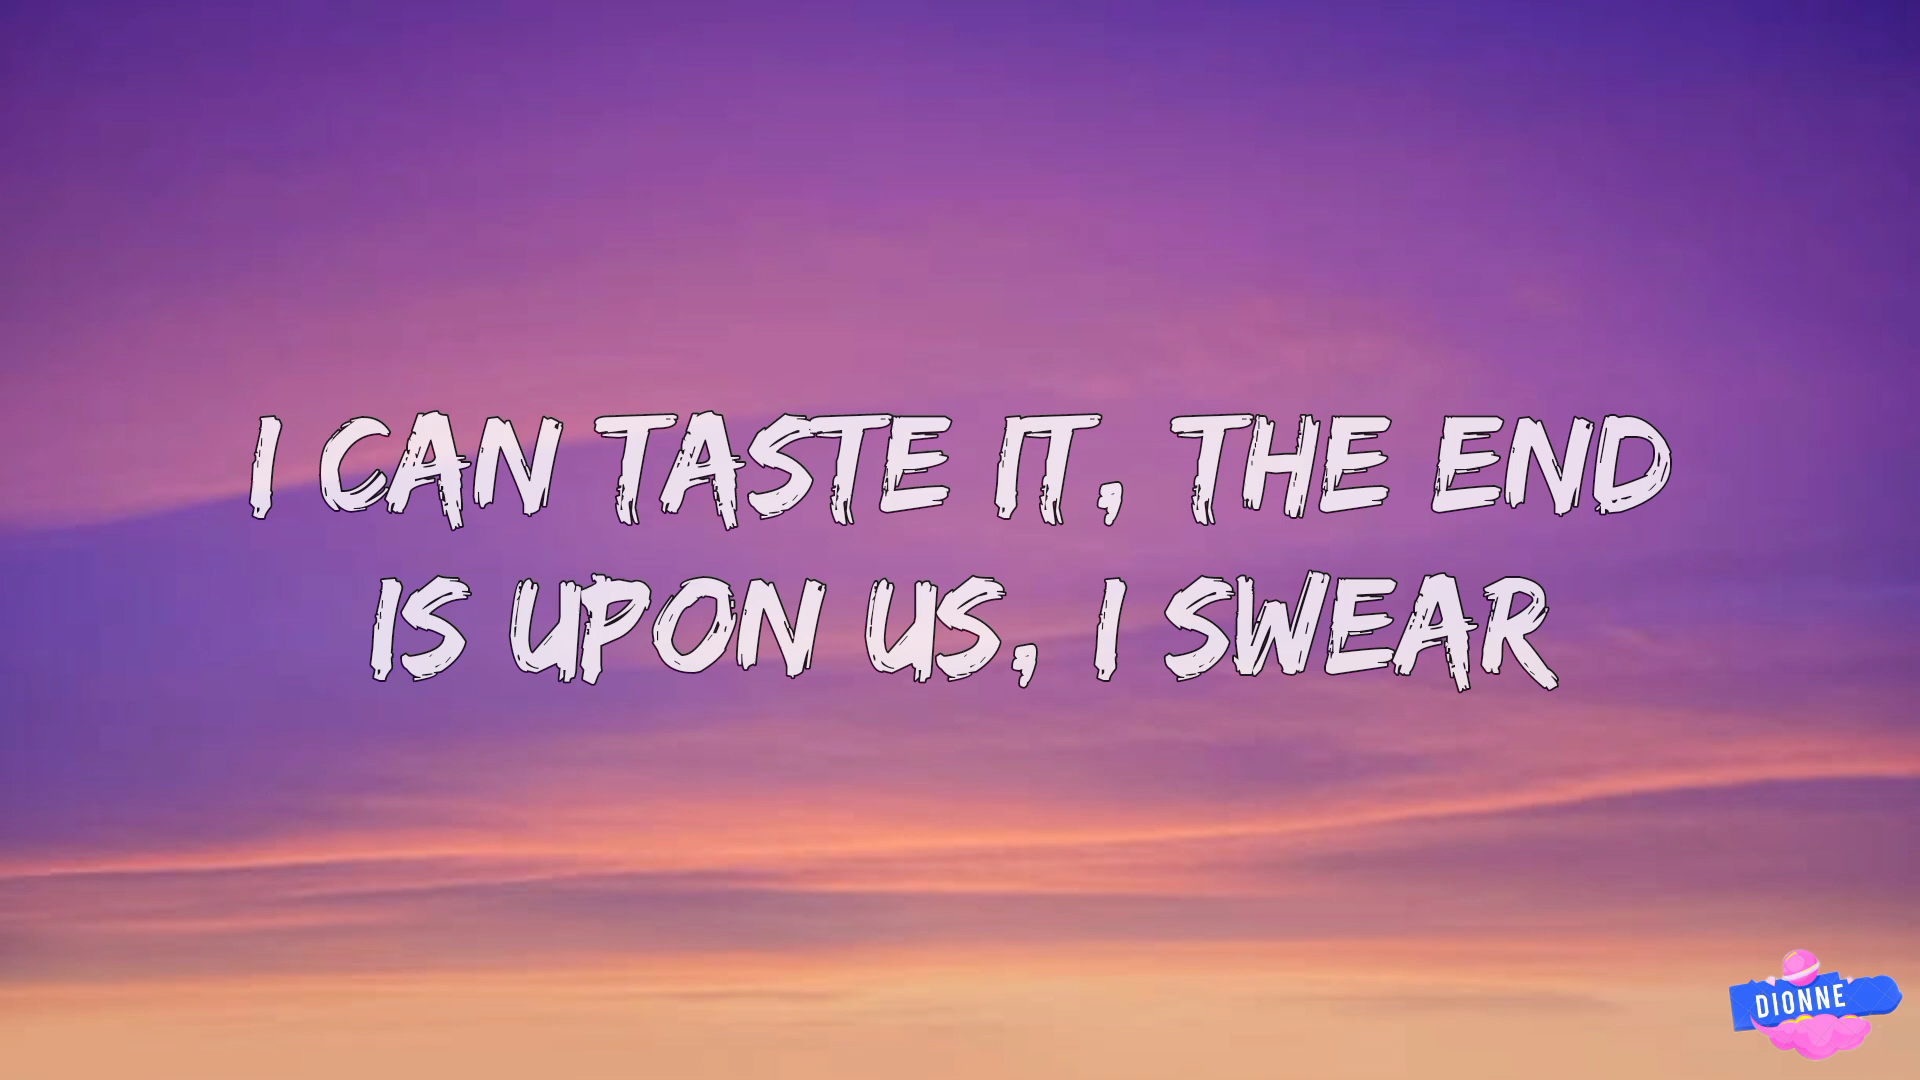 I CAN TASTE IT, THE END
IS UPON US, I SWEAR
DIONNE